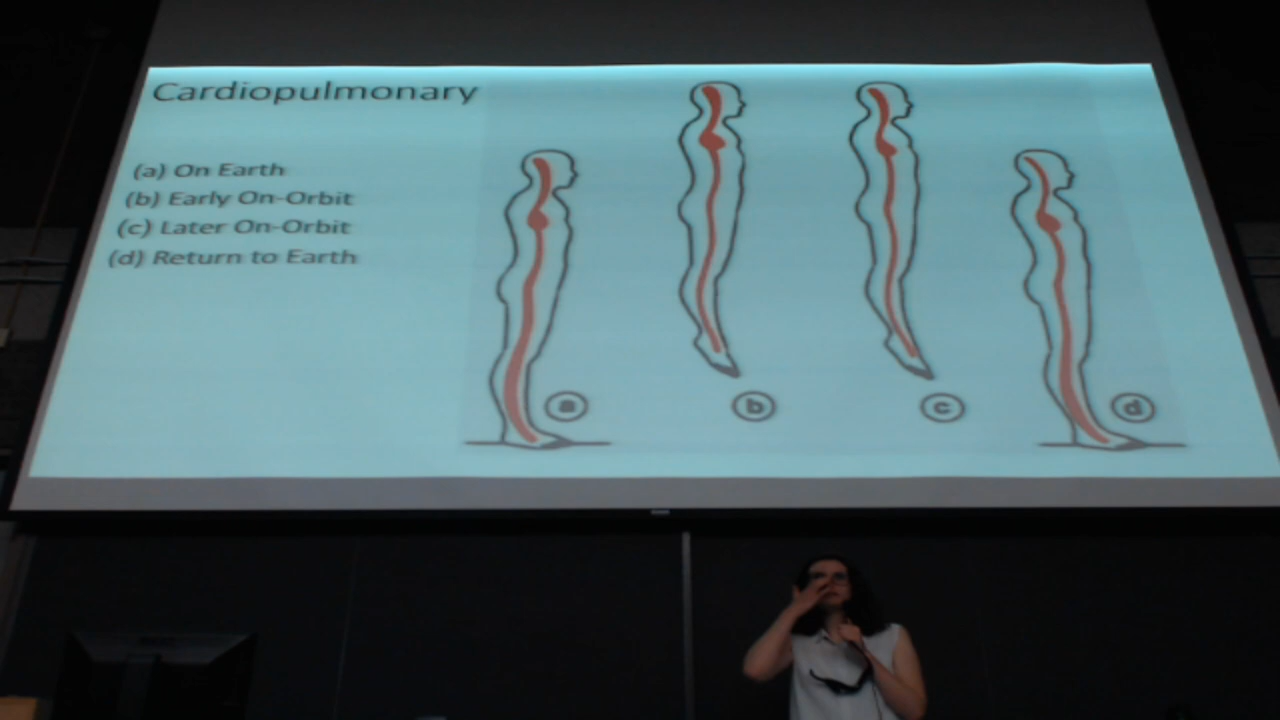 Cardiopulmonary
(a) On Earth
(b) Early On-Orbit
(c) Later On-Orbit
(d) Return to Earth
a
b
c
d